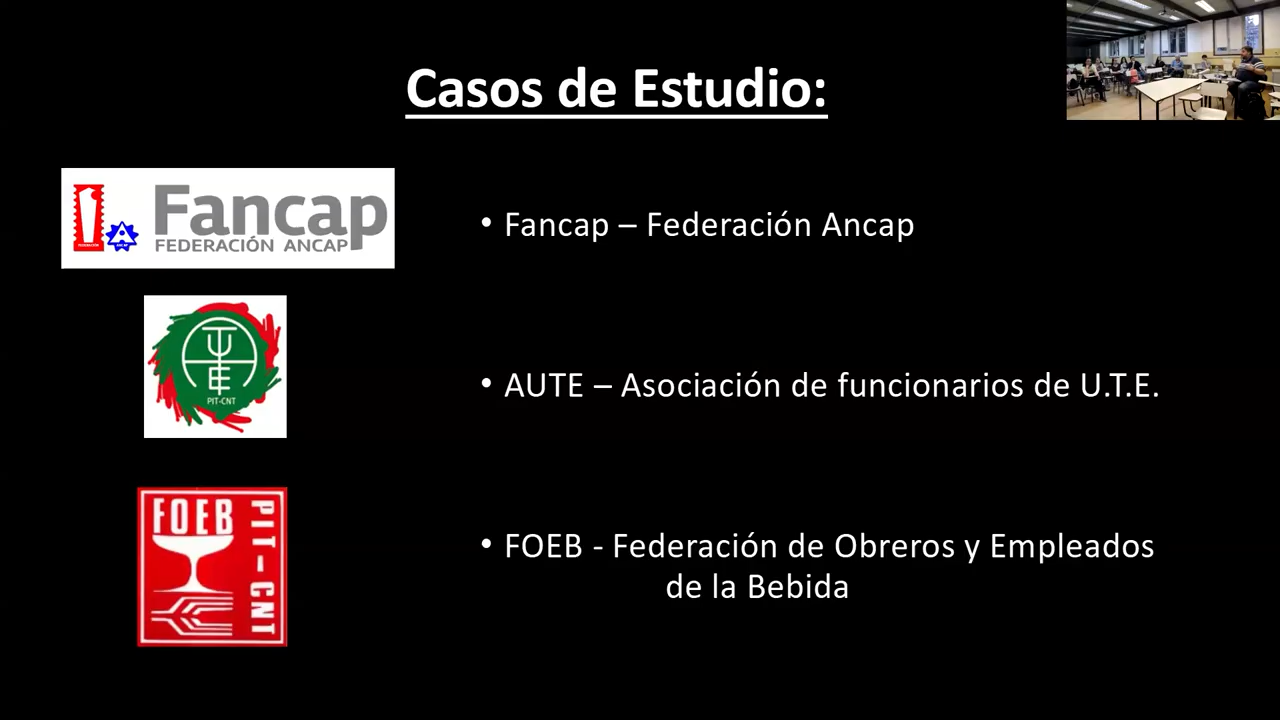 Casos de Estudio:
Fancap
FEDERACIÓN ANCAP
• Fancap – Federación Ancap
UTE
PIT-CNT
• AUTE – Asociación de funcionarios de U.T.E.
FOEB
PIT-CNT
• FOEB - Federación de Obreros y Empleados
de la Bebida